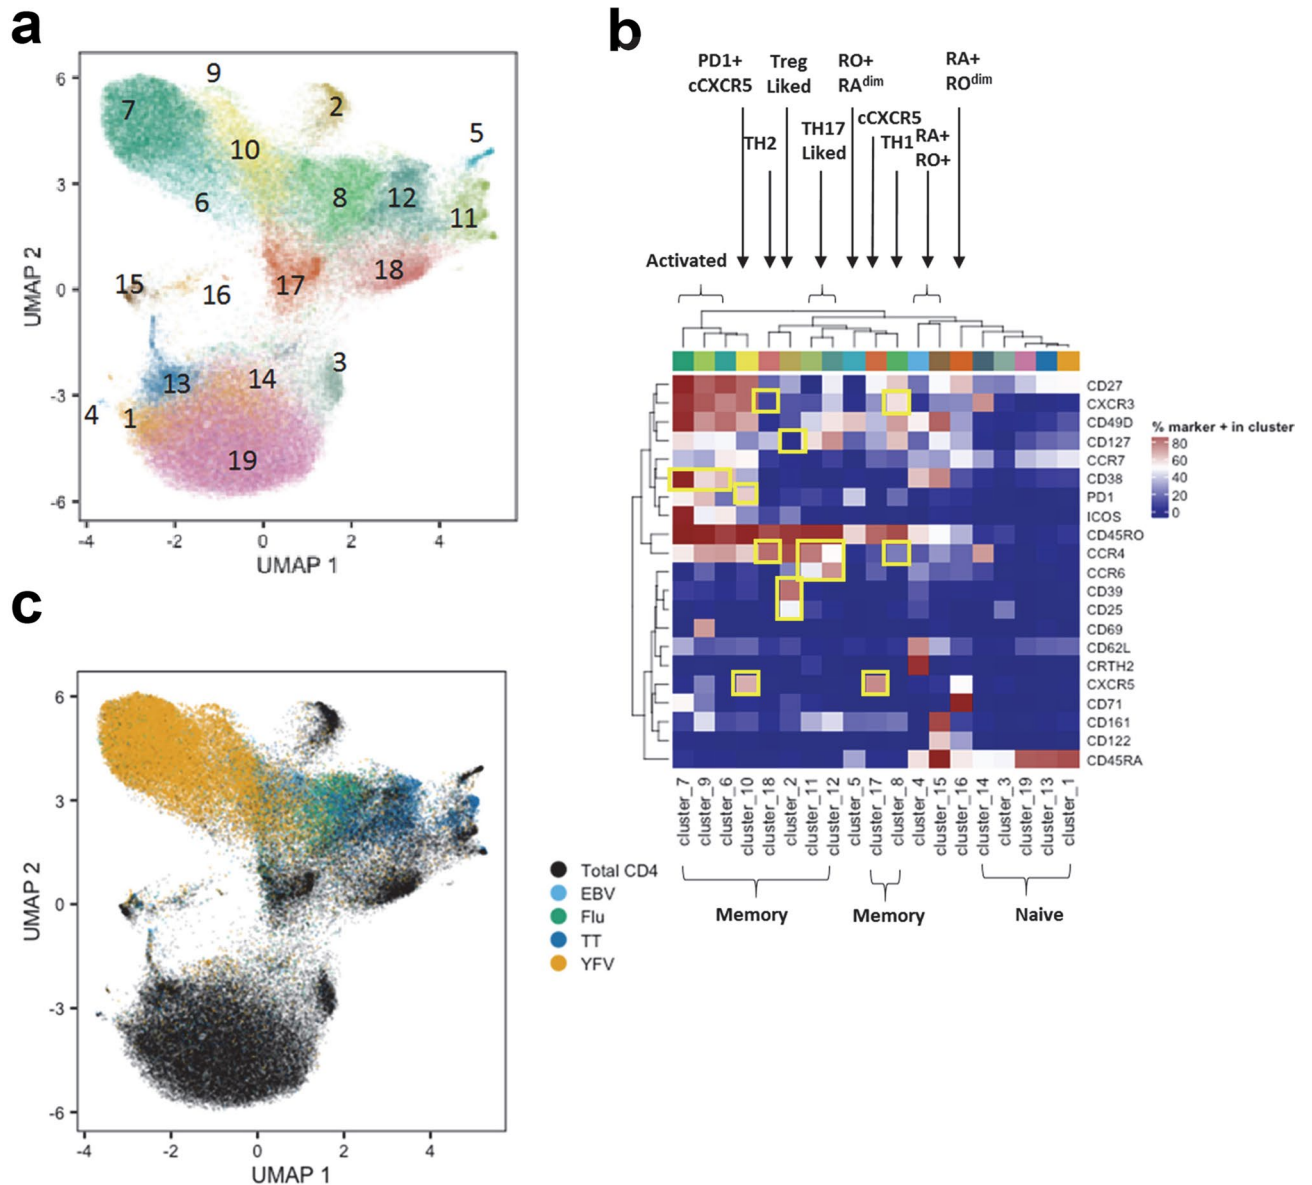 a
9
7
2
10
5
6
8
12
11
17
18
15
16
3
13
14
4
1
19
6
3
0
-3
-6
-4
-2
0
2
4
UMAP 2
UMAP 1
b
PD1+
cCXCR5
Treg
Liked
RO+
RAdim
RA+
ROdim
TH2
TH17
Liked
cCXCR5
TH1
RA+
RO+
Activated
CD27
CXCR3
CD49D
CD127
CCR7
CD38
PD1
ICOS
CD45RO
CCR4
CCR6
CD39
CD25
CD69
CD62L
CRTH2
CXCR5
CD71
CD161
CD122
CD45RA
% marker + in cluster
80
60
40
20
0
cluster_7
cluster_9
cluster_6
cluster_10
cluster_18
cluster_2
cluster_11
cluster_12
cluster_5
cluster_17
cluster_8
cluster_4
cluster_15
cluster_16
cluster_14
cluster_3
cluster_19
cluster_13
cluster_1
Memory
Memory
Naive
c
6
3
0
-3
-6
-4
-2
0
2
4
UMAP 2
UMAP 1
Total CD4
EBV
Flu
TT
YFV